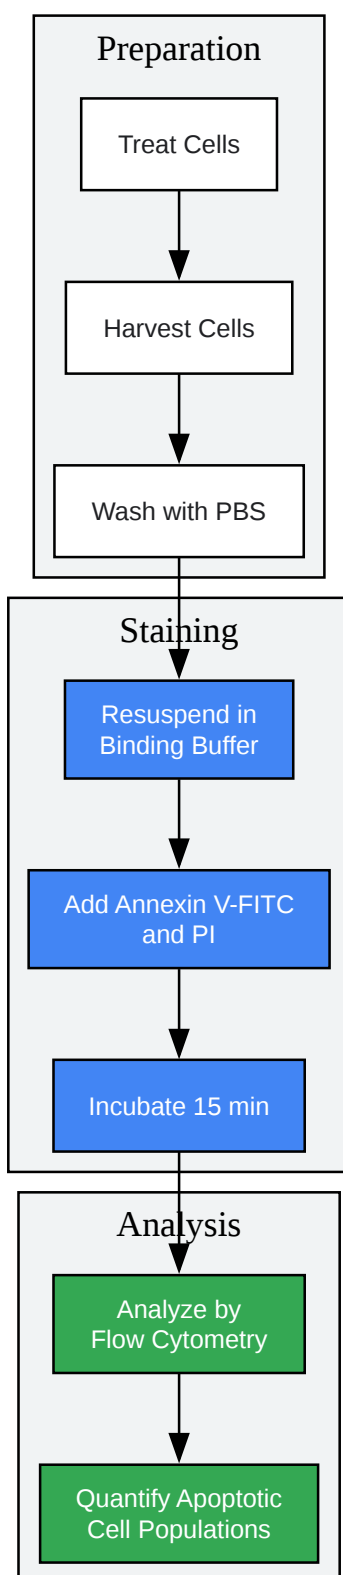 Preparation
Treat Cells
Harvest Cells
Wash with PBS
Staining
Resuspend in
Binding Buffer
Add Annexin V-FITC
and PI
Incubate 15 min
Analysis
Analyze by
Flow Cytometry
Quantify Apoptotic
Cell Populations